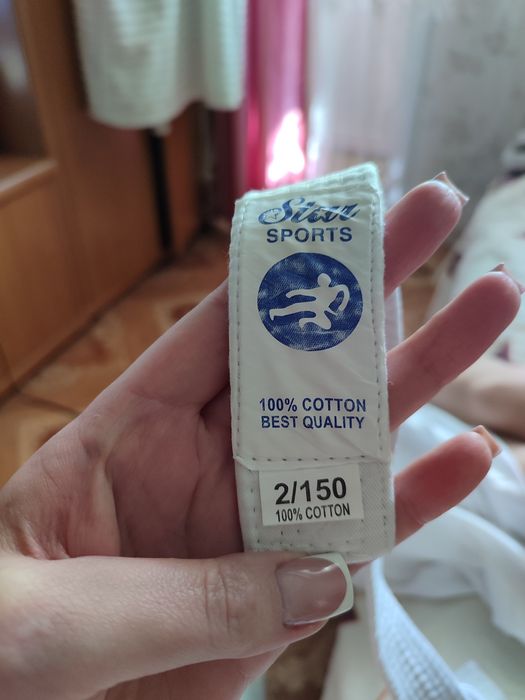 Star
SPORTS
100% COTTON
BEST QUALITY
2/150
100% COTTON